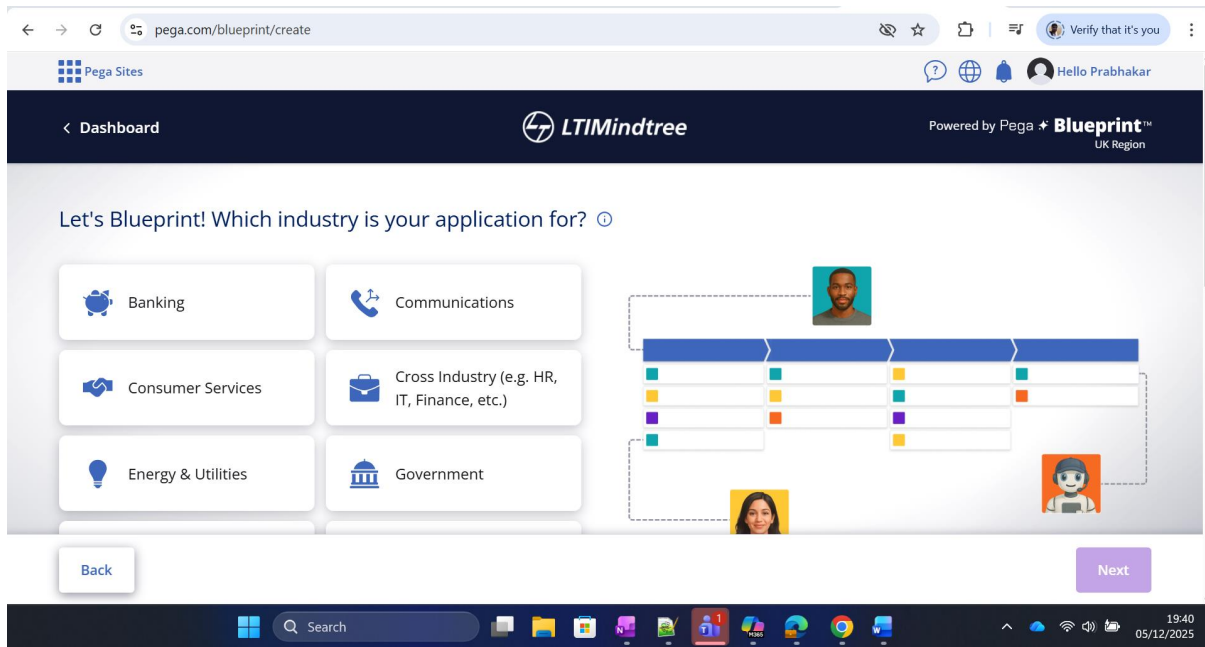 pega.com/blueprint/create
Verify that it's you
Pega Sites
Hello Prabhakar
Dashboard
LTIMindtree
Powered by Pega Blueprint™
UK Region
Let's Blueprint! Which industry is your application for?
Banking
Communications
Consumer Services
Cross Industry (e.g. HR,
IT, Finance, etc.)
Energy & Utilities
Government
Back
Next
Search
1
M365
19:40
05/12/2025